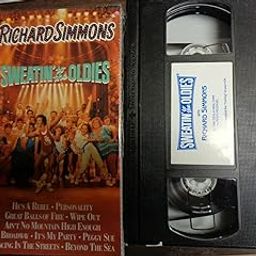 RICHARD SIMMONS
SWEATIN' TO THE OLDIES
HE'S A REBEL • PERSONALITY
GREAT BALLS OF FIRE • WIPE OUT
AIN'T NO MOUNTAIN HIGH ENOUGH
BROADWAY • IT'S MY PARTY • PEGGY SUE
CING IN THE STREETS • BEYOND THE SEA
SWEATIN' TO THE OLDIES
WITH
RICHARD SIMMONS